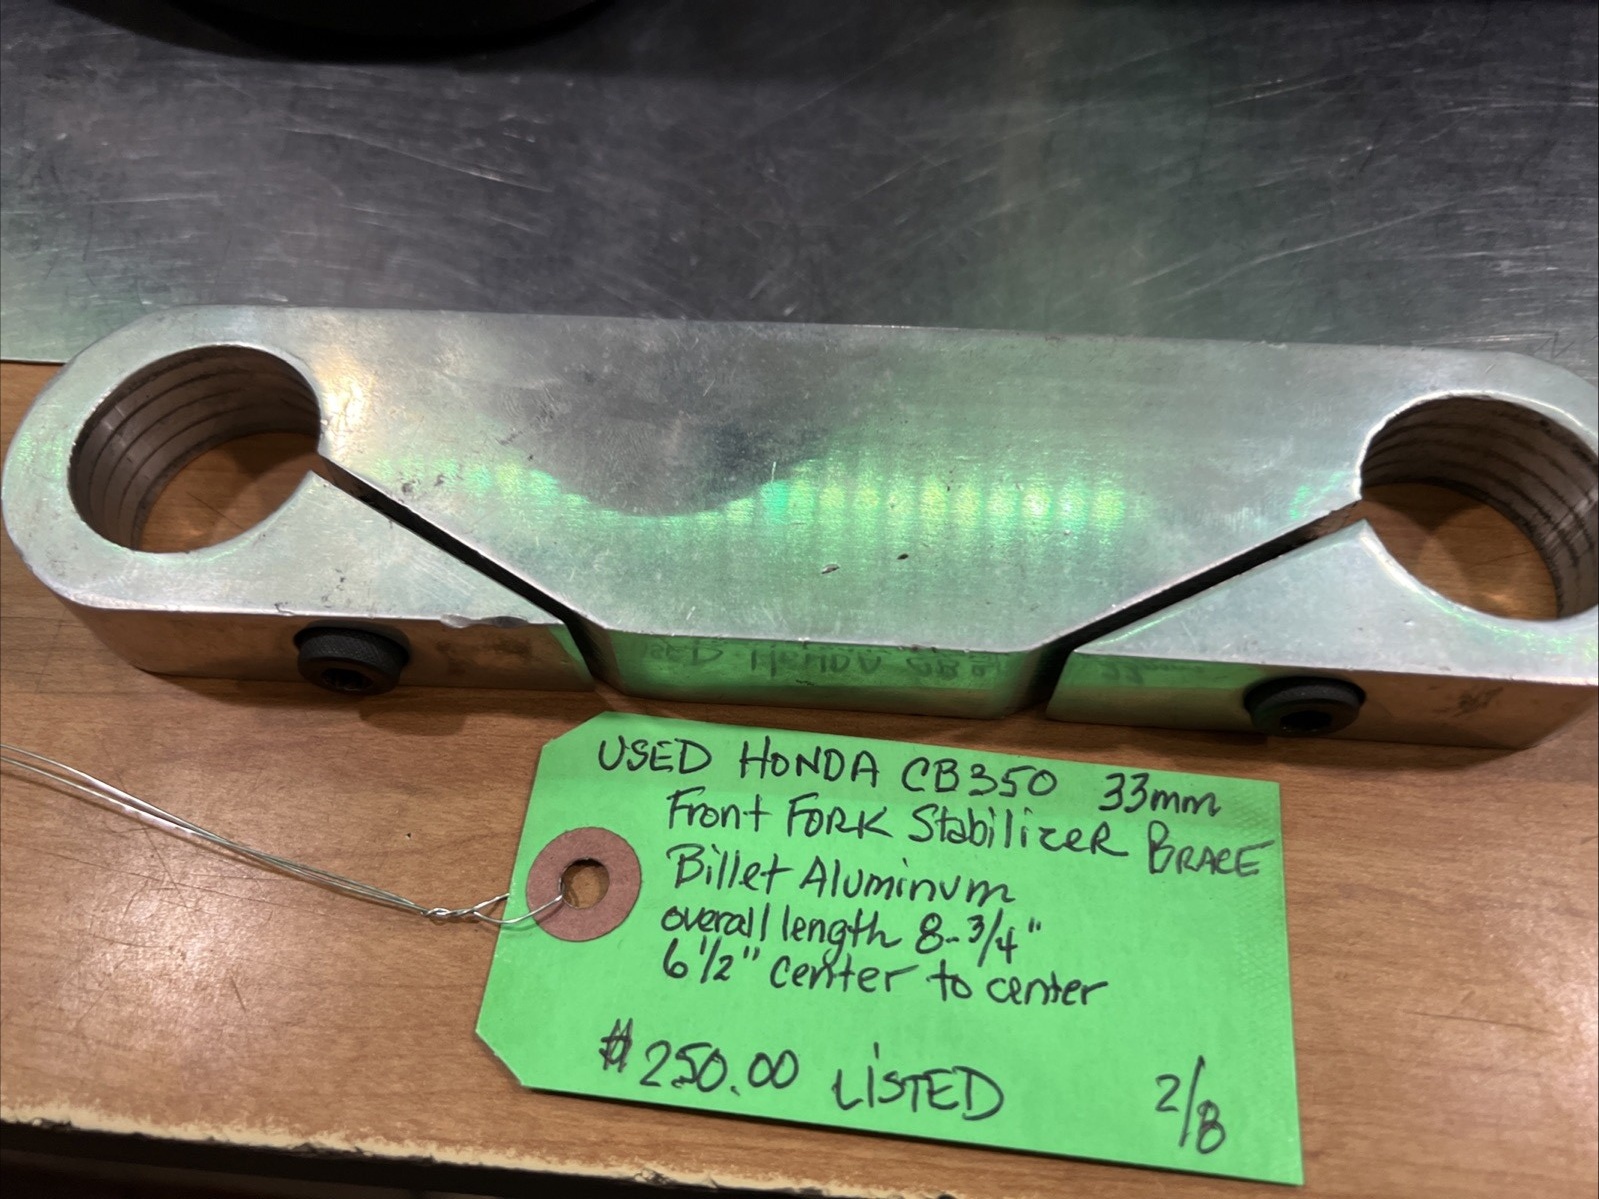 USED HONDA CB350 33mm
Front FORK StabilizeR BRACE
Billet Aluminum
overall length 8-3/4"
6 1/2" center to center
$250.00 LiSTED 2/8